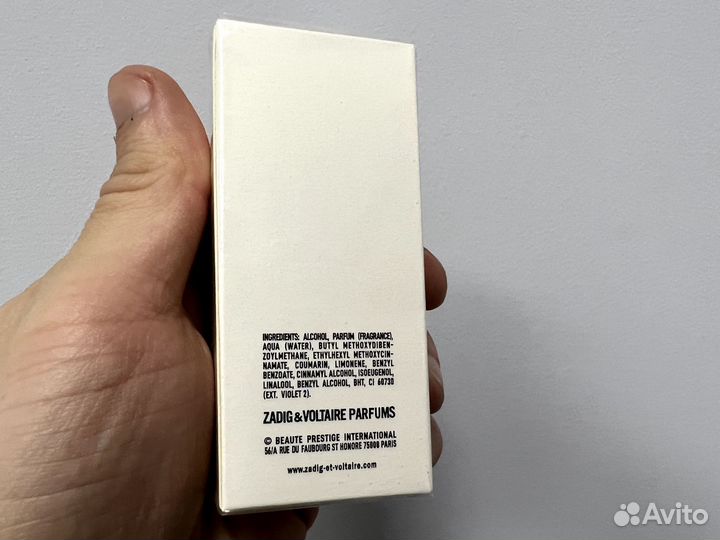 INGREDIENTS: ALCOHOL, PARFUM (FRAGRANCE),
AQUA (WATER), BUTYL METHOXYDIBEN-
ZOYLMETHANE, ETHYLHEXYL METHOXYCIN-
NAMATE, COUMARIN, LIMONENE, BENZYL
BENZOATE, CINNAMYL ALCOHOL, ISOEUGENOL,
LINALOOL, BENZYL ALCOHOL, BHT, CI 60730
(EXT. VIOLET 2).
ZADIG & VOLTAIRE PARFUMS
© BEAUTE PRESTIGE INTERNATIONAL
56/A RUE DU FAUBOURG ST HONORE 75008 PARIS
www.zadig-et-voltaire.com
Avito